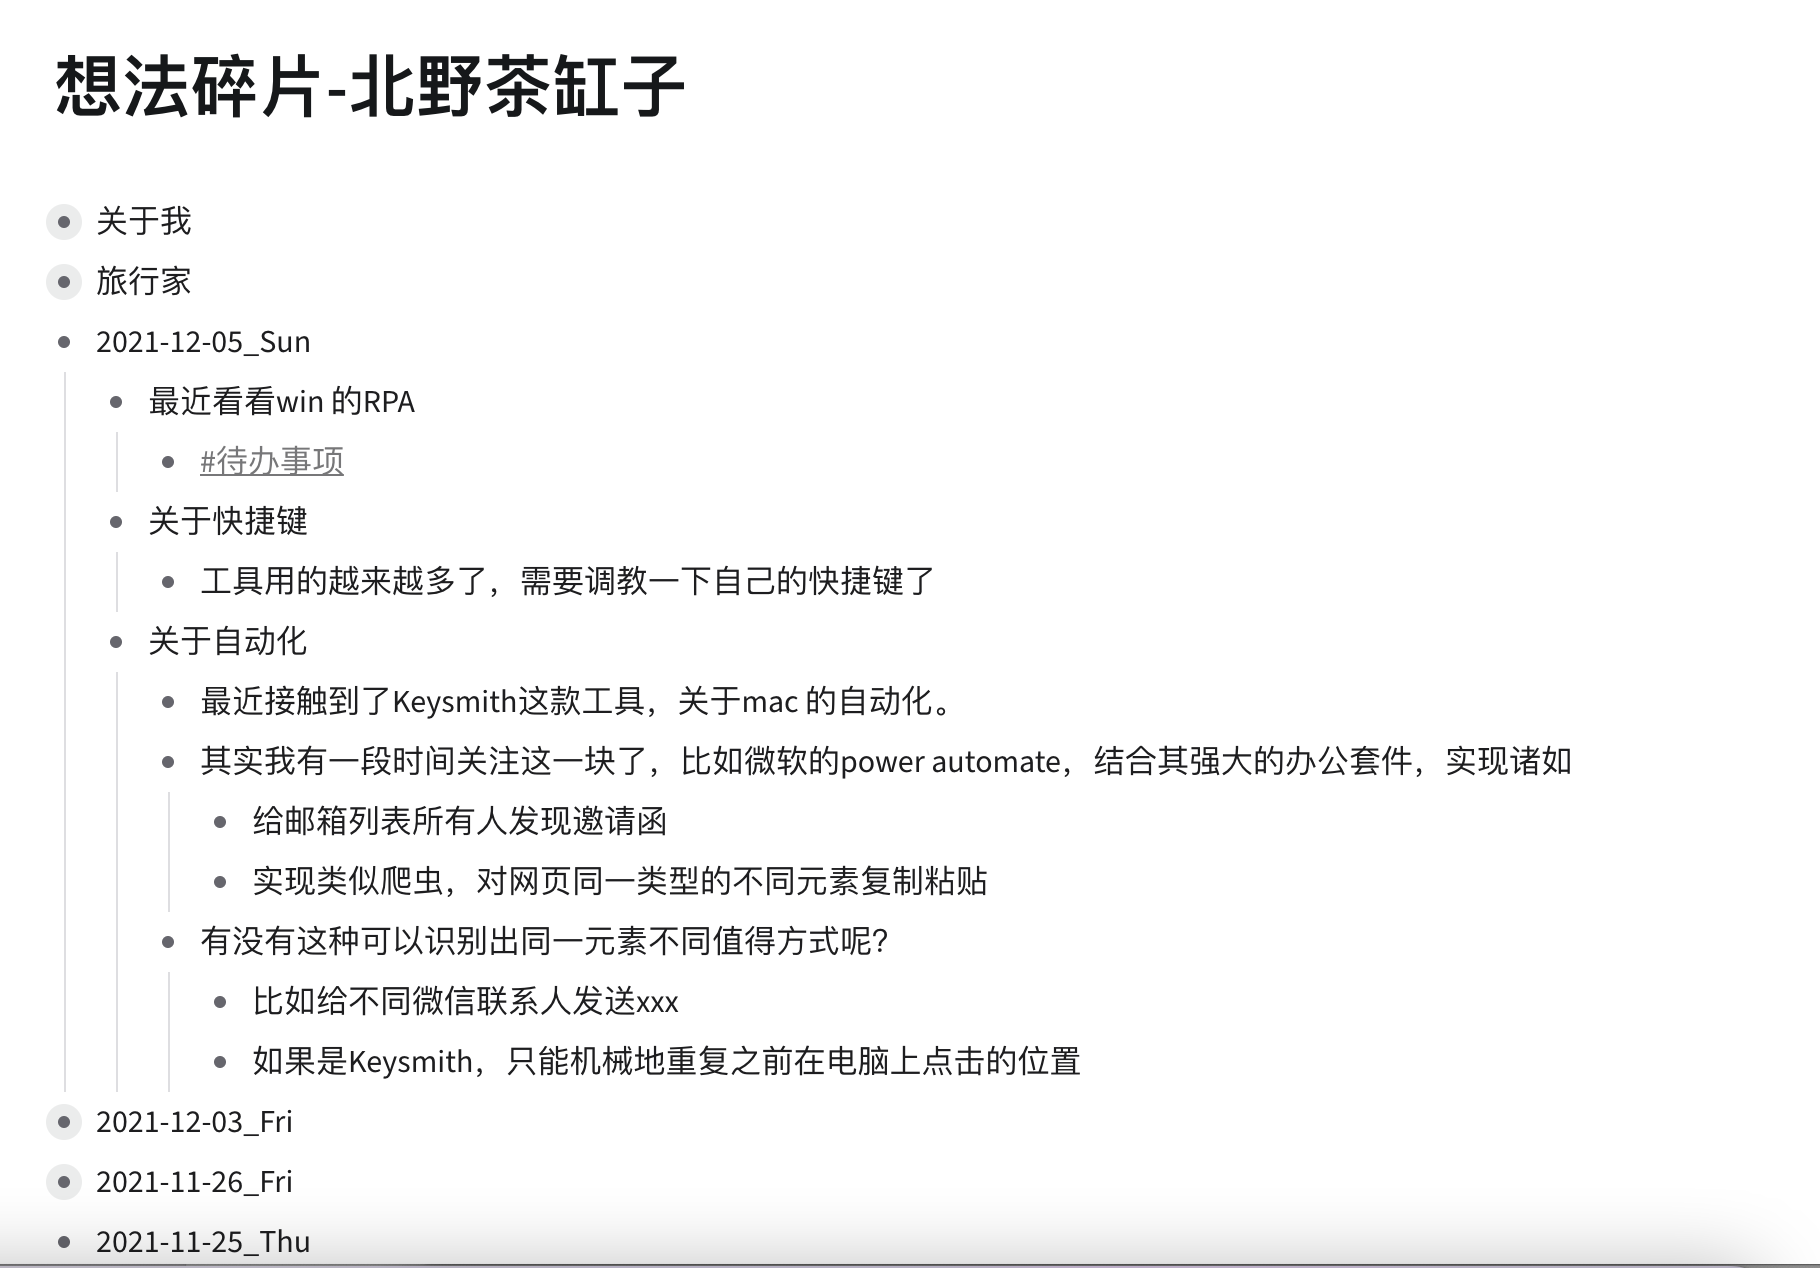 想法碎片-北野茶缸子
关于我
旅行家
2021-12-05_Sun
最近看看win 的RPA
#待办事项
关于快捷键
工具用的越来越多了，需要调教一下自己的快捷键了
关于自动化
最近接触到了Keysmith这款工具，关于mac 的自动化。
其实我有一段时间关注这一块了，比如微软的power automate，结合其强大的办公套件，实现诸如
给邮箱列表所有人发现邀请函
实现类似爬虫，对网页同一类型的不同元素复制粘贴
有没有这种可以识别出同一元素不同值得方式呢？
比如给不同微信联系人发送xxx
如果是Keysmith，只能机械地重复之前在电脑上点击的位置
2021-12-03_Fri
2021-11-26_Fri
2021-11-25_Thu